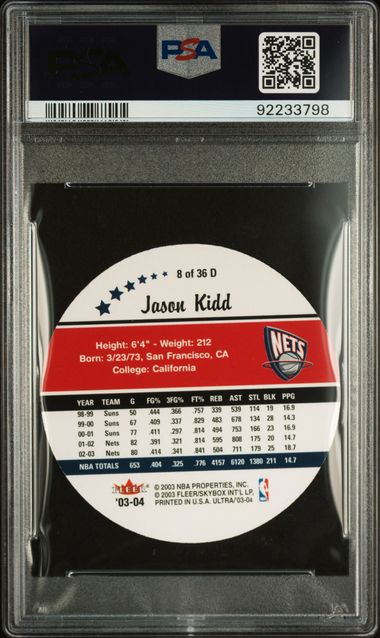 PSA
PSA
92233798
8 of 36 D
Jason Kidd
Height: 6'4" - Weight: 212
Born: 3/23/73, San Francisco, CA
College: California
NETS
YEAR TEAM G FG% 3FG% FT% REB AST STL BLK PPG
98-99 Suns 50 .444 .366 .757 339 539 114 19 16.9
99-00 Suns 67 .409 .337 .829 483 678 134 28 14.3
00-01 Suns 77 .411 .297 .814 494 753 166 23 16.9
01-02 Nets 82 .391 .321 .814 595 808 175 20 14.7
02-03 Nets 80 .414 .341 .841 504 711 179 25 18.7
NBA TOTALS 653 .404 .325 .776 4157 6120 1380 211 14.7
FLEER
'03-04
© 2003 NBA PROPERTIES, INC.
© 2003 FLEER/SKYBOX INT'L LP.
PRINTED IN U.S.A. ULTRA/'03-04